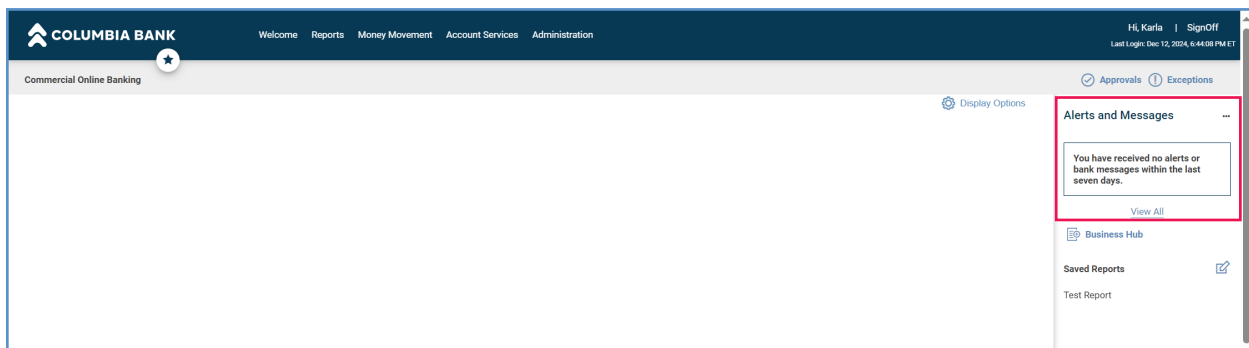 COLUMBIA BANK
Welcome Reports Money Movement Account Services Administration
Hi, Karla | SignOff
Last Login: Dec 12, 2024, 6:44:08 PM ET
Commercial Online Banking
Approvals Exceptions
Display Options
Alerts and Messages ...
You have received no alerts or
bank messages within the last
seven days.
View All
Business Hub
Saved Reports
Test Report